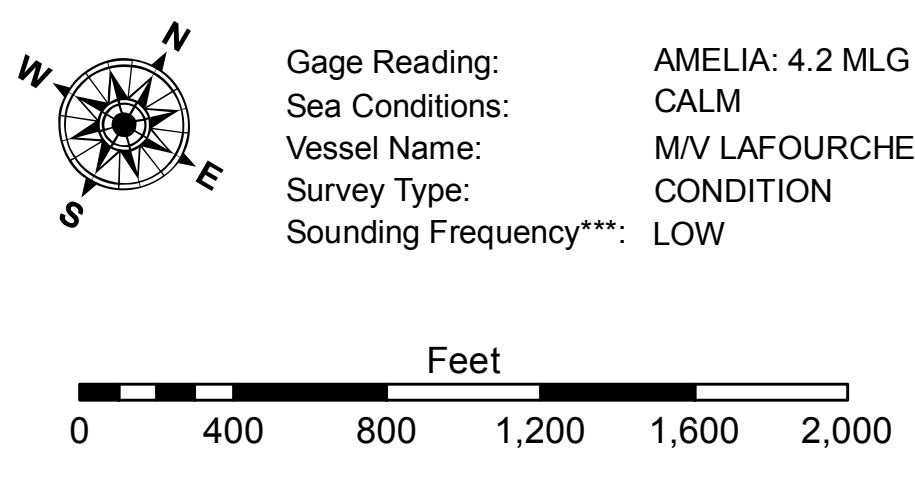 N
W
E
S
Gage Reading: AMELIA: 4.2 MLG
Sea Conditions: CALM
Vessel Name: M/V LAFOURCHE
Survey Type: CONDITION
Sounding Frequency***: LOW
Feet
0 400 800 1,200 1,600 2,000